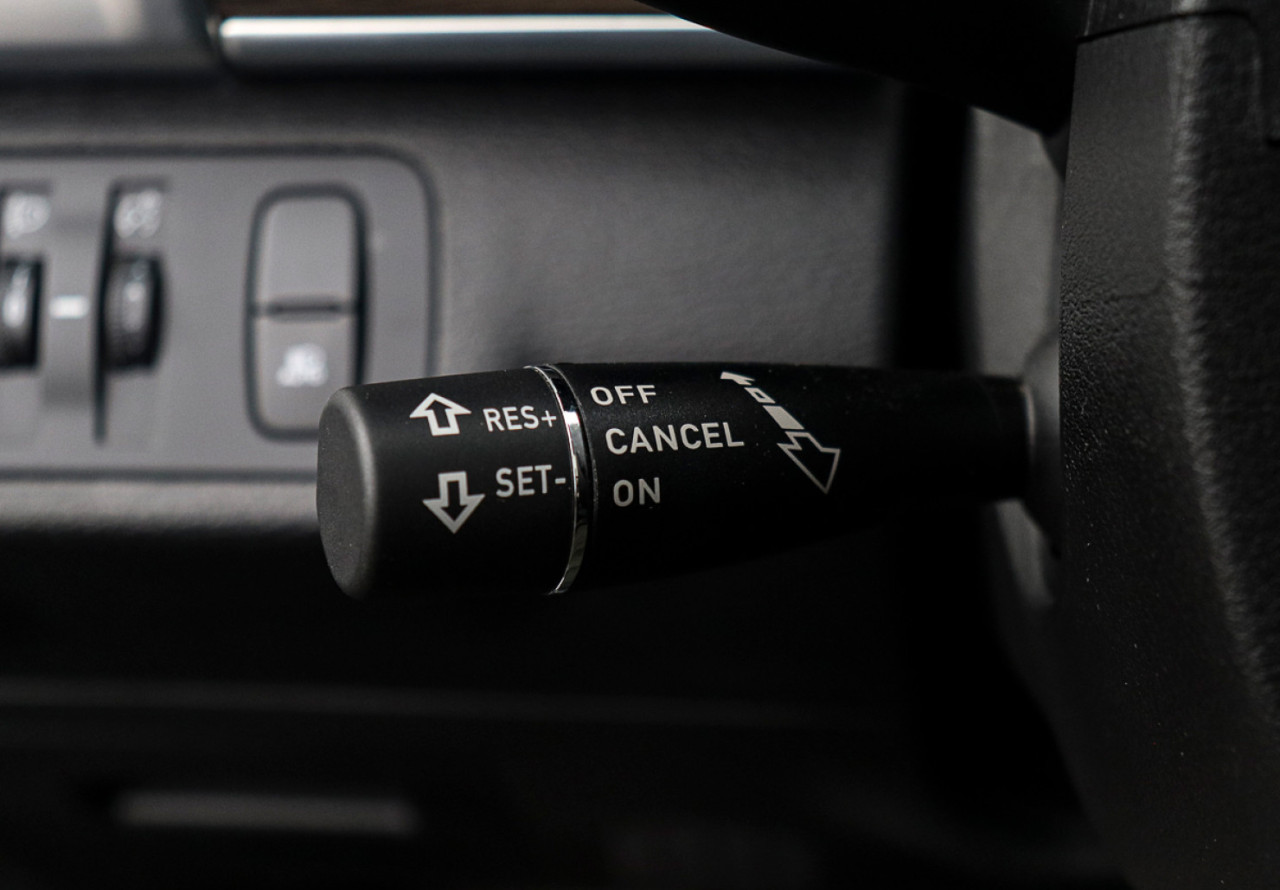 RES+
SET-
OFF
CANCEL
ON